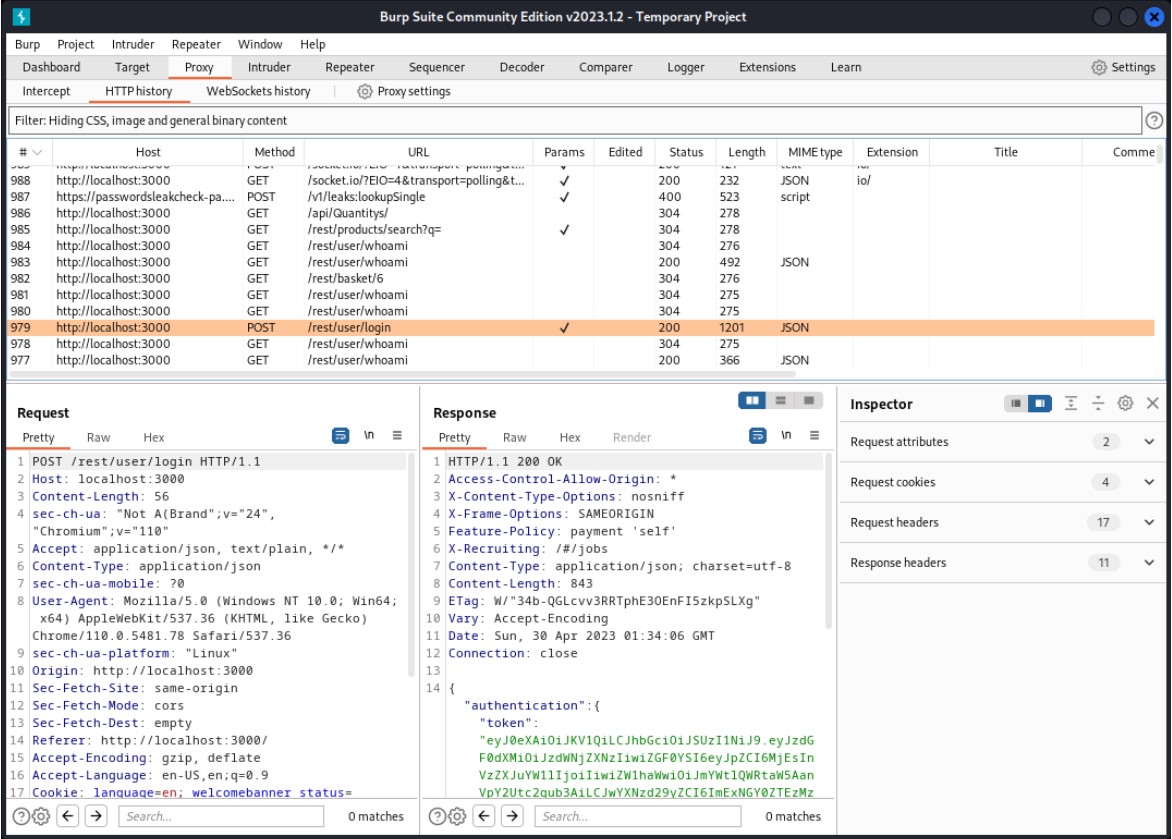 Burp Suite Community Edition v2023.1.2 - Temporary Project
Burp Project Intruder Repeater Window Help
Dashboard Target Proxy Intruder Repeater Sequencer Decoder Comparer Logger Extensions Learn Settings
Intercept HTTP history WebSockets history Proxy settings
Filter: Hiding CSS, image and general binary content
# Host Method URL Params Edited Status Length MIME type Extension Title Comme
988 http://localhost:3000 GET /socket.io/?EIO=4&transport=polling&t... ✓ 200 232 JSON io/
987 https://passwordsleakcheck-pa.... POST /v1/leaks:lookupSingle ✓ 400 523 script
986 http://localhost:3000 GET /api/Quantitys/ 304 278
985 http://localhost:3000 GET /rest/products/search?q= ✓ 304 278
984 http://localhost:3000 GET /rest/user/whoami 304 276
983 http://localhost:3000 GET /rest/user/whoami 200 492 JSON
982 http://localhost:3000 GET /rest/basket/6 304 276
981 http://localhost:3000 GET /rest/user/whoami 304 275
980 http://localhost:3000 GET /rest/user/whoami 304 275
979 http://localhost:3000 POST /rest/user/login ✓ 200 1201 JSON
978 http://localhost:3000 GET /rest/user/whoami 304 275
977 http://localhost:3000 GET /rest/user/whoami 200 366 JSON
Request
Pretty Raw Hex \n
1 POST /rest/user/login HTTP/1.1
2 Host: localhost:3000
3 Content-Length: 56
4 sec-ch-ua: "Not A(Brand";v="24",
"Chromium";v="110"
5 Accept: application/json, text/plain, */*
6 Content-Type: application/json
7 sec-ch-ua-mobile: ?0
8 User-Agent: Mozilla/5.0 (Windows NT 10.0; Win64;
x64) AppleWebKit/537.36 (KHTML, like Gecko)
Chrome/110.0.5481.78 Safari/537.36
9 sec-ch-ua-platform: "Linux"
10 Origin: http://localhost:3000
11 Sec-Fetch-Site: same-origin
12 Sec-Fetch-Mode: cors
13 Sec-Fetch-Dest: empty
14 Referer: http://localhost:3000/
15 Accept-Encoding: gzip, deflate
16 Accept-Language: en-US,en;q=0.9
17 Cookie: language=en; welcomebanner_status=
Search... 0 matches
Response
Pretty Raw Hex Render \n
1 HTTP/1.1 200 OK
2 Access-Control-Allow-Origin: *
3 X-Content-Type-Options: nosniff
4 X-Frame-Options: SAMEORIGIN
5 Feature-Policy: payment 'self'
6 X-Recruiting: /#/jobs
7 Content-Type: application/json; charset=utf-8
8 Content-Length: 843
9 ETag: W/"34b-QGLcvv3RRTphE3OEnFI5zkpSLXg"
10 Vary: Accept-Encoding
11 Date: Sun, 30 Apr 2023 01:34:06 GMT
12 Connection: close
13
14 {
"authentication":{
"token":
"eyJ0eXAiOiJKV1QiLCJhbGciOiJSUzI1NiJ9.eyJzdG
F0dXMiOiJzdWNjZXNzIiwiZGF0YSI6eyJpZCI6MjEsIn
VzZXJuYW1lIjoiIiwiZW1haWwiOiJmYWtlQWRtaW5Aan
Search... 0 matches
Inspector
Request attributes 2
Request cookies 4
Request headers 17
Response headers 11